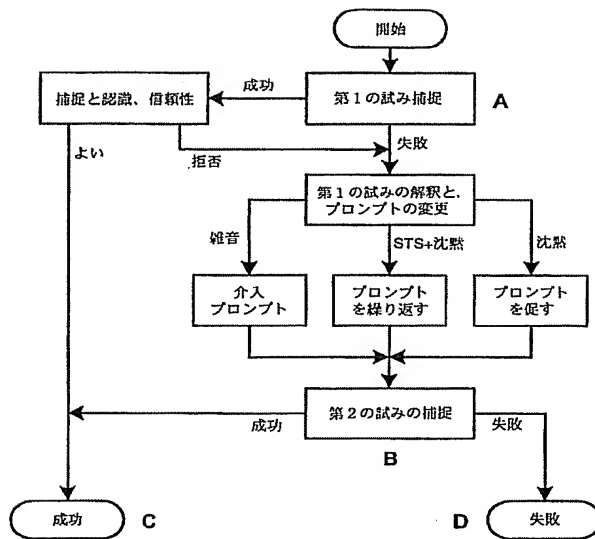 開始
捕捉と認識、信頼性
成功
第1の試み捕捉
A
よい
拒否
失敗
第1の試みの解釈と、
プロンプトの変更
雑音
STS+沈黙
沈黙
介入
プロンプト
プロンプト
を繰り返す
プロンプト
を促す
第2の試みの捕捉
成功
失敗
B
成功
C
D
失敗